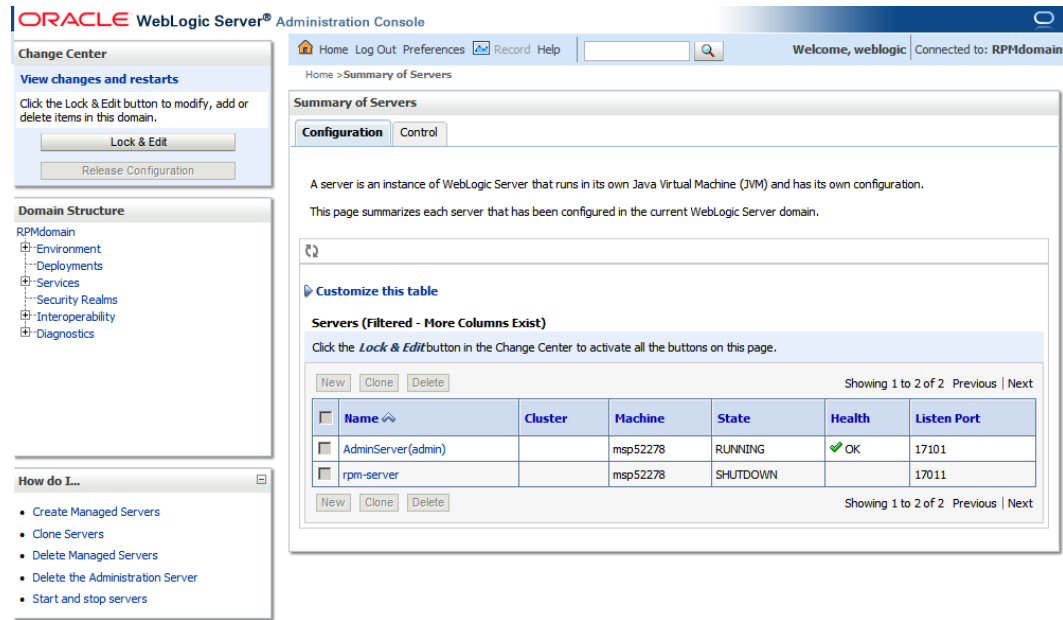 ORACLE WebLogic Server® Administration Console
Change Center
View changes and restarts
Click the Lock & Edit button to modify, add or
delete items in this domain.
Lock & Edit
Release Configuration
Domain Structure
RPMdomain
Environment
Deployments
Services
Security Realms
Interoperability
Diagnostics
How do I...
Create Managed Servers
Clone Servers
Delete Managed Servers
Delete the Administration Server
Start and stop servers
Home Log Out Preferences Record Help
Welcome, weblogic Connected to: RPMdomain
Home >Summary of Servers
Summary of Servers
Configuration Control
A server is an instance of WebLogic Server that runs in its own Java Virtual Machine (JVM) and has its own configuration.
This page summarizes each server that has been configured in the current WebLogic Server domain.
Customize this table
Servers (Filtered - More Columns Exist)
Click the Lock & Edit button in the Change Center to activate all the buttons on this page.
New Clone Delete Showing 1 to 2 of 2 Previous | Next
Name Cluster Machine State Health Listen Port
AdminServer(admin) msp52278 RUNNING OK 17101
rpm-server msp52278 SHUTDOWN 17011
New Clone Delete Showing 1 to 2 of 2 Previous | Next